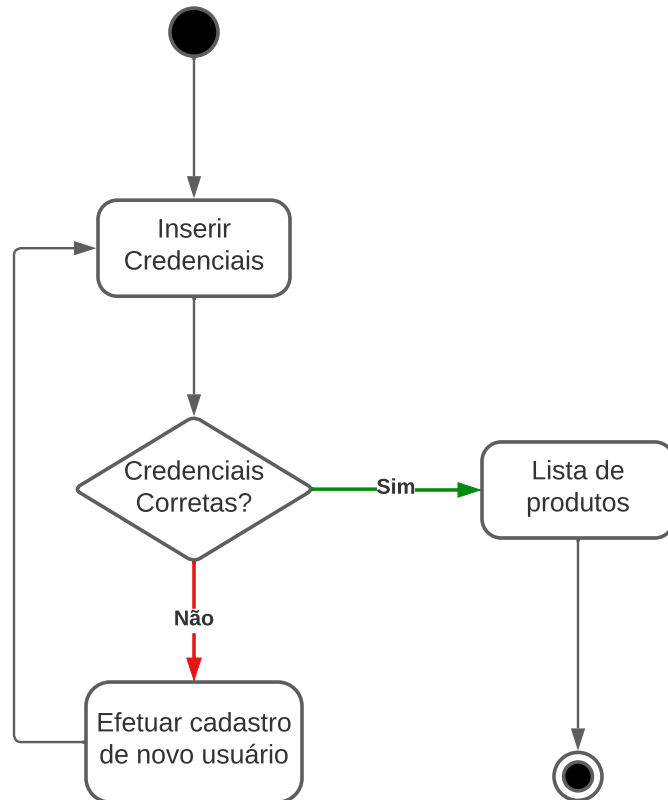 Inserir
Credenciais
Credenciais
Corretas?
Sim
Lista de
produtos
Não
Efetuar cadastro
de novo usuário